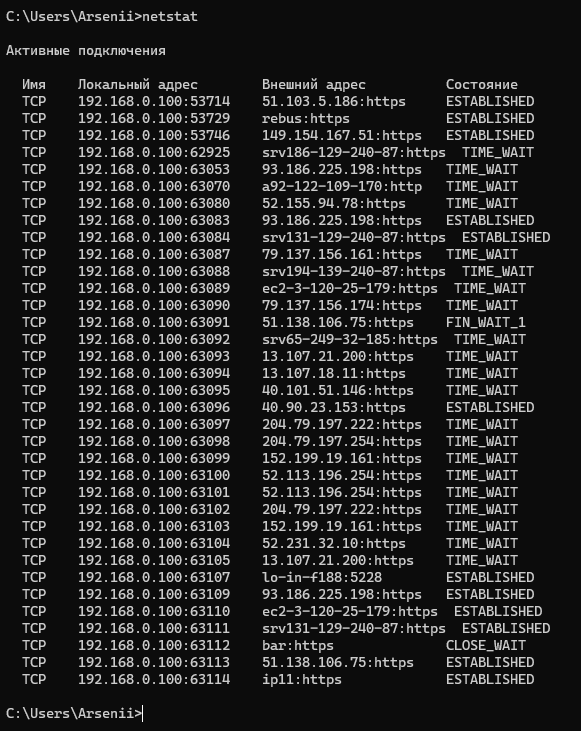 C:\Users\Arsenii>netstat
Активные подключения
Имя Локальный адрес Внешний адрес Состояние
TCP 192.168.0.100:53714 51.103.5.186:https ESTABLISHED
TCP 192.168.0.100:53729 rebus:https ESTABLISHED
TCP 192.168.0.100:53746 149.154.167.51:https ESTABLISHED
TCP 192.168.0.100:62925 srv186-129-240-87:https TIME_WAIT
TCP 192.168.0.100:63053 93.186.225.198:https TIME_WAIT
TCP 192.168.0.100:63070 a92-122-109-170:http TIME_WAIT
TCP 192.168.0.100:63080 52.155.94.78:https TIME_WAIT
TCP 192.168.0.100:63083 93.186.225.198:https ESTABLISHED
TCP 192.168.0.100:63084 srv131-129-240-87:https ESTABLISHED
TCP 192.168.0.100:63087 79.137.156.161:https TIME_WAIT
TCP 192.168.0.100:63088 srv194-139-240-87:https TIME_WAIT
TCP 192.168.0.100:63089 ec2-3-120-25-179:https TIME_WAIT
TCP 192.168.0.100:63090 79.137.156.174:https TIME_WAIT
TCP 192.168.0.100:63091 51.138.106.75:https FIN_WAIT_1
TCP 192.168.0.100:63092 srv65-249-32-185:https TIME_WAIT
TCP 192.168.0.100:63093 13.107.21.200:https TIME_WAIT
TCP 192.168.0.100:63094 13.107.18.11:https TIME_WAIT
TCP 192.168.0.100:63095 40.101.51.146:https TIME_WAIT
TCP 192.168.0.100:63096 40.90.23.153:https ESTABLISHED
TCP 192.168.0.100:63097 204.79.197.222:https TIME_WAIT
TCP 192.168.0.100:63098 204.79.197.254:https TIME_WAIT
TCP 192.168.0.100:63099 152.199.19.161:https TIME_WAIT
TCP 192.168.0.100:63100 52.113.196.254:https TIME_WAIT
TCP 192.168.0.100:63101 52.113.196.254:https TIME_WAIT
TCP 192.168.0.100:63102 204.79.197.222:https TIME_WAIT
TCP 192.168.0.100:63103 152.199.19.161:https TIME_WAIT
TCP 192.168.0.100:63104 52.231.32.10:https TIME_WAIT
TCP 192.168.0.100:63105 13.107.21.200:https TIME_WAIT
TCP 192.168.0.100:63107 lo-in-f188:5228 ESTABLISHED
TCP 192.168.0.100:63109 93.186.225.198:https ESTABLISHED
TCP 192.168.0.100:63110 ec2-3-120-25-179:https ESTABLISHED
TCP 192.168.0.100:63111 srv131-129-240-87:https ESTABLISHED
TCP 192.168.0.100:63112 bar:https CLOSE_WAIT
TCP 192.168.0.100:63113 51.138.106.75:https ESTABLISHED
TCP 192.168.0.100:63114 ip11:https ESTABLISHED
C:\Users\Arsenii>